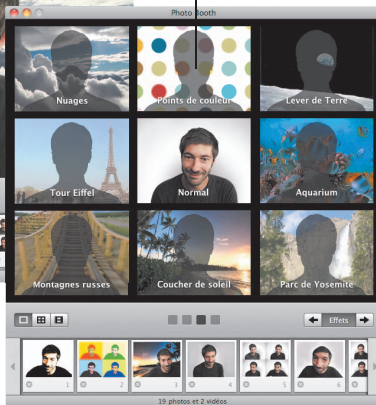 Photo Booth
Nuages
Points de couleur
Lever de Terre
Tour Eiffel
Normal
Aquarium
Montagnes russes
Coucher de soleil
Parc de Yosemite
Effets
1
2
3
4
5
6
19 photos et 2 vidéos